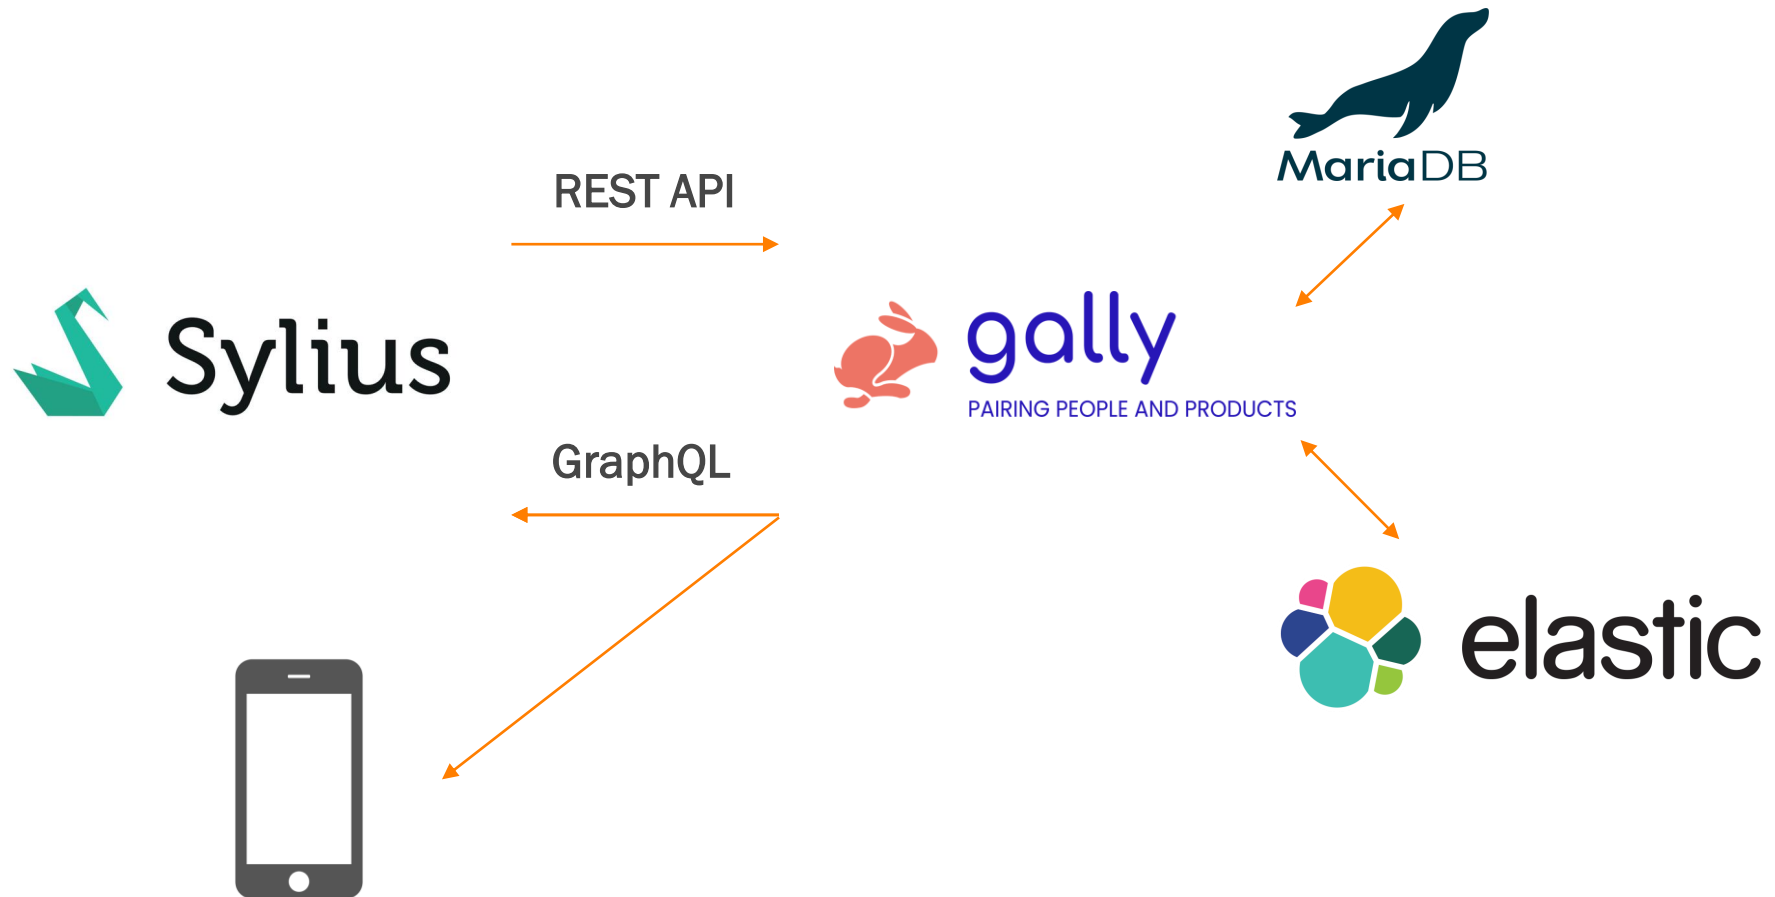 MariaDB
REST API
Sylius
gally
PAIRING PEOPLE AND PRODUCTS
GraphQL
elastic